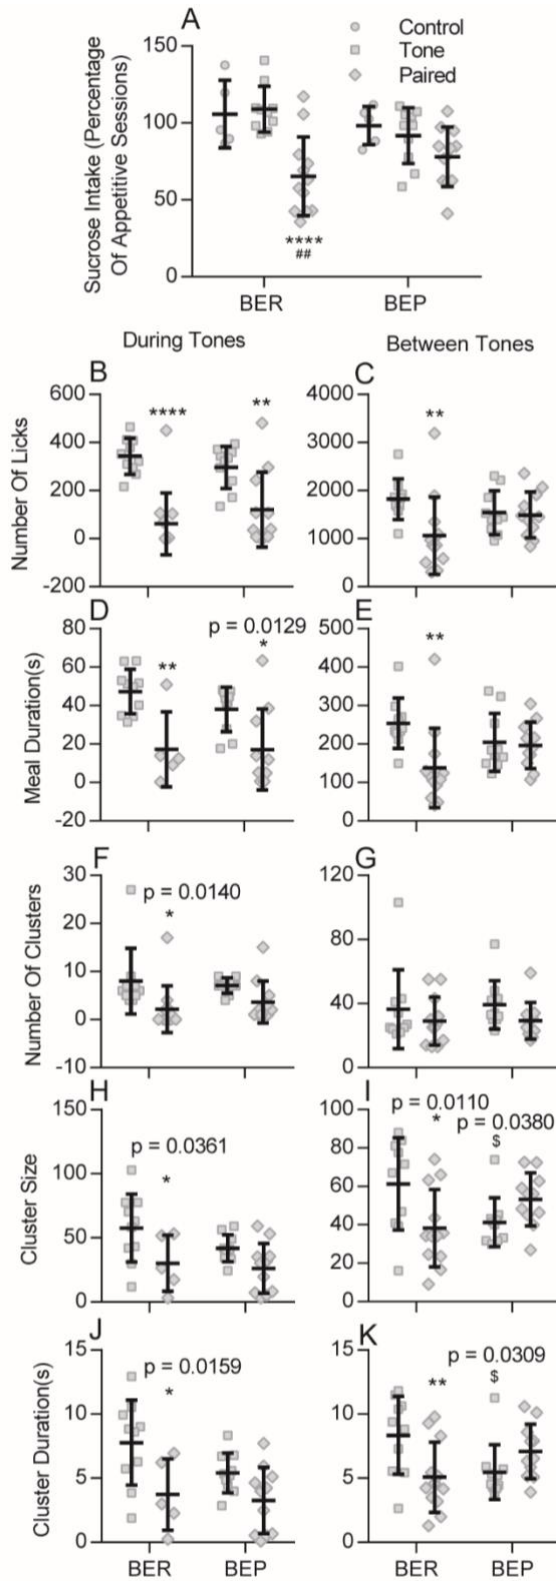 A
Control
Tone
Paired
Sucrose Intake (Percentage
Of Appetitive Sessions)
150
100
50
0
****
##
BER BEP
During Tones Between Tones
B
Number Of Licks
600
400
200
0
-200
****
**
C
4000
3000
2000
1000
0
**
D
Meal Duration(s)
80
60
40
20
0
-20
**
p = 0.0129
*
E
500
400
300
200
100
0
**
F
Number Of Clusters
30
20
10
0
-10
p = 0.0140
*
G
120
80
40
0
H
Cluster Size
150
100
50
0
p = 0.0361
*
I
100
80
60
40
20
0
p = 0.0110
*
p = 0.0380
$
J
Cluster Duration(s)
15
10
5
0
p = 0.0159
*
BER BEP
K
15
10
5
0
**
p = 0.0309
$
BER BEP